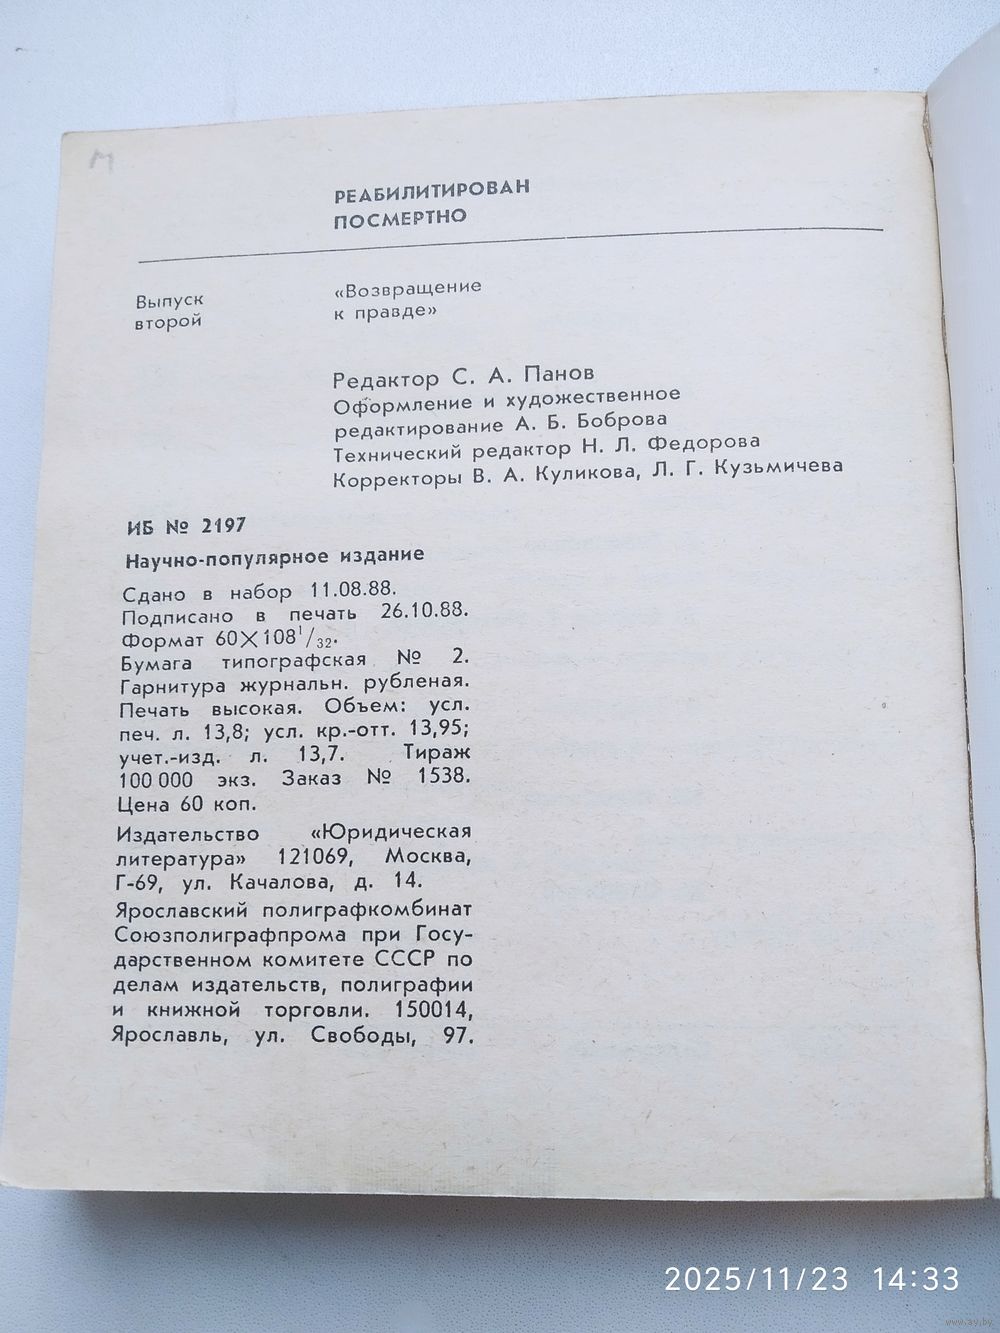 М
РЕАБИЛИТИРОВАН
ПОСМЕРТНО
Выпуск
второй
«Возвращение
к правде»
Редактор С. А. Панов
Оформление и художественное
редактирование А. Б. Боброва
Технический редактор Н. Л. Федорова
Корректоры В. А. Куликова, Л. Г. Кузьмичева
ИБ № 2197
Научно-популярное издание
Сдано в набор 11.08.88.
Подписано в печать 26.10.88.
Формат 60×108¹/₃₂.
Бумага типографская № 2.
Гарнитура журнальн. рубленая.
Печать высокая. Объем: усл.
печ. л. 13,8; усл. кр.-отт. 13,95;
учет.-изд. л. 13,7. Тираж
100 000 экз. Заказ № 1538.
Цена 60 коп.
Издательство «Юридическая
литература» 121069, Москва,
Г-69, ул. Качалова, д. 14.
Ярославский полиграфкомбинат
Союзполиграфпрома при Госу-
дарственном комитете СССР по
делам издательств, полиграфии
и книжной торговли. 150014,
Ярославль, ул. Свободы, 97.
2025/11/23 14:33
www.ay.by